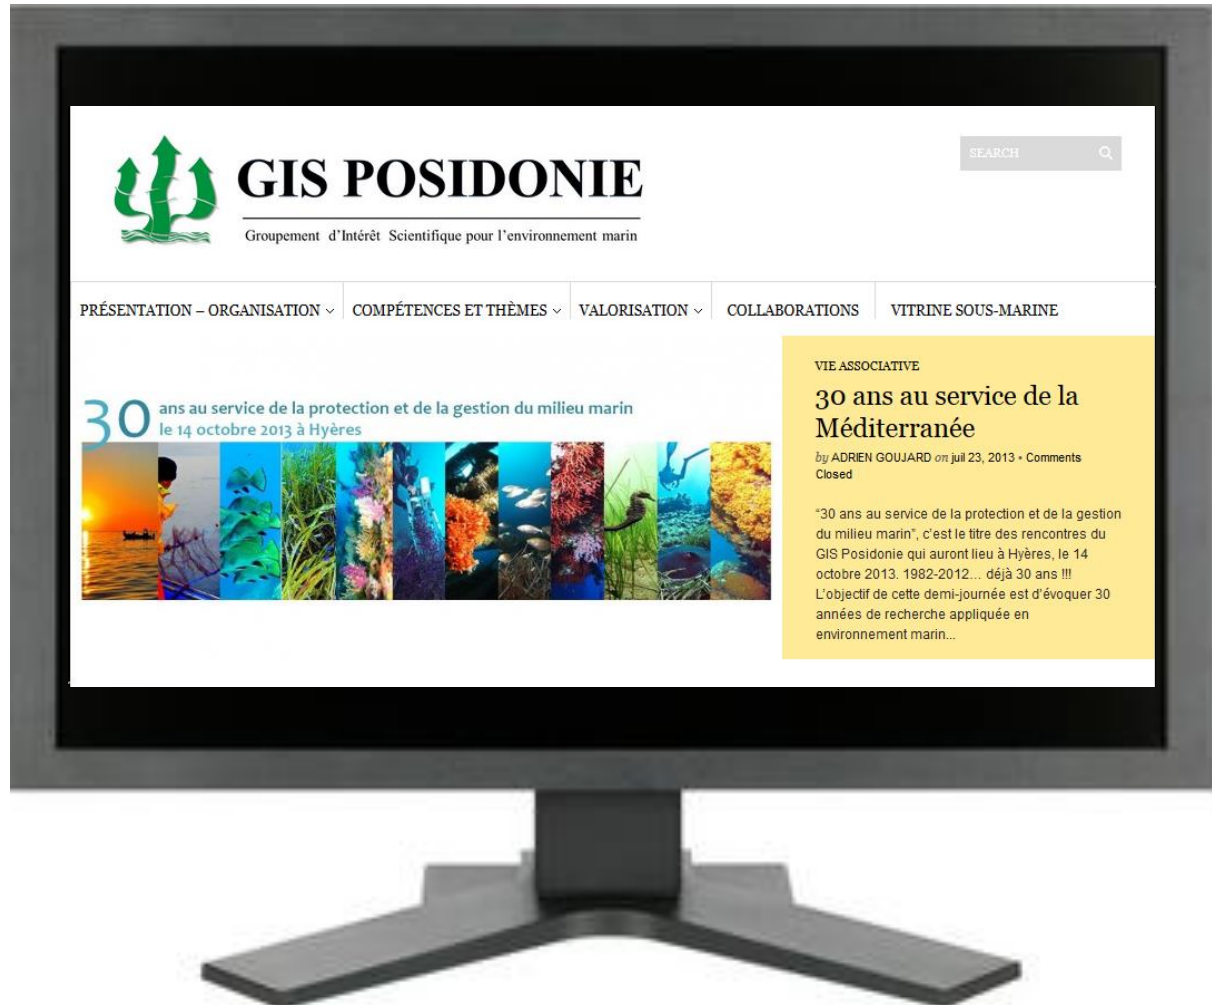 GIS POSIDONIE
Groupement d'Intérêt Scientifique pour l'environnement marin
SEARCH
PRÉSENTATION – ORGANISATION
COMPÉTENCES ET THÈMES
VALORISATION
COLLABORATIONS
VITRINE SOUS-MARINE
30 ans au service de la protection et de la gestion du milieu marin
le 14 octobre 2013 à Hyères
VIE ASSOCIATIVE
30 ans au service de la
Méditerranée
by ADRIEN GOUJARD on juil 23, 2013 • Comments
Closed
“30 ans au service de la protection et de la gestion
du milieu marin”, c’est le titre des rencontres du
GIS Posidonie qui auront lieu à Hyères, le 14
octobre 2013. 1982-2012… déjà 30 ans !!!
L’objectif de cette demi-journée est d’évoquer 30
années de recherche appliquée en
environnement marin...